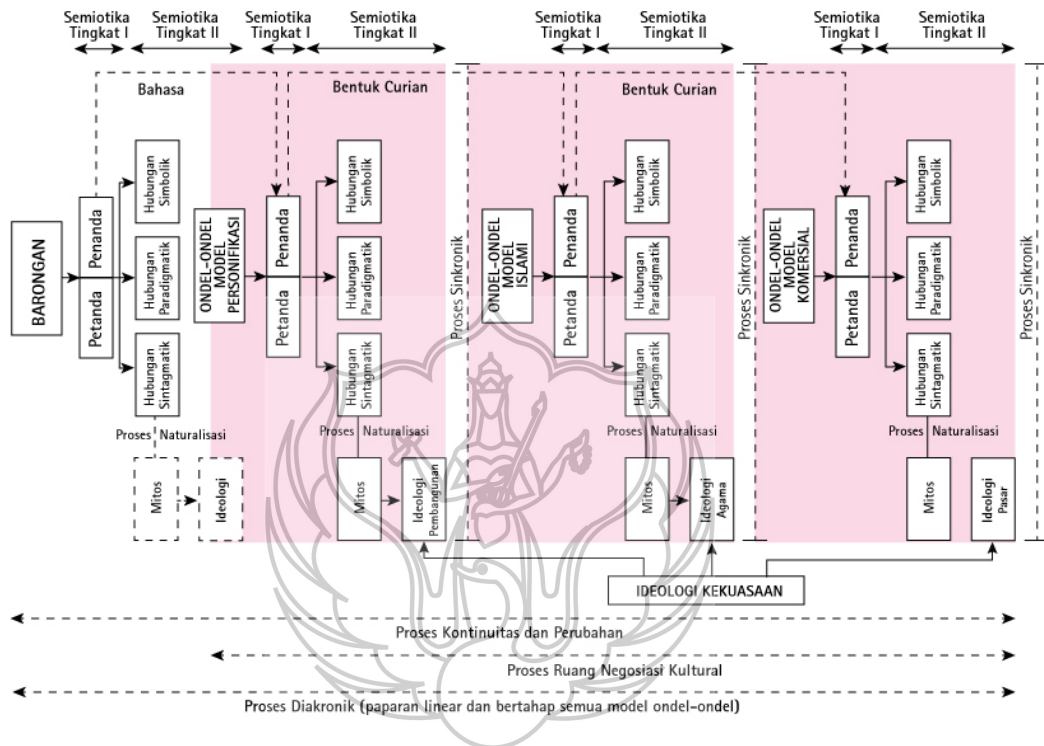 Semiotika
Tingkat I
Semiotika
Tingkat II
Semiotika
Tingkat I
Semiotika
Tingkat II
Semiotika
Tingkat I
Semiotika
Tingkat II
Semiotika
Tingkat I
Semiotika
Tingkat II
Bahasa
Bentuk Curian
Bentuk Curian
BARONGAN
Penanda
Petanda
Hubungan
Simbolik
Hubungan
Paradigmatik
Hubungan
Sintagmatik
Proses Naturalisasi
Mitos
Ideologi
ONDEL-ONDEL
MODEL
PERSONIFIKASI
Penanda
Petanda
Hubungan
Simbolik
Hubungan
Paradigmatik
Hubungan
Sintagmatik
Proses Naturalisasi
Mitos
Ideologi
Pembangunan
Proses Sinkronik
ONDEL-ONDEL
MODEL
ISLAMI
Penanda
Petanda
Hubungan
Simbolik
Hubungan
Paradigmatik
Hubungan
Sintagmatik
Proses Naturalisasi
Mitos
Ideologi
Agama
Proses Sinkronik
ONDEL-ONDEL
MODEL
KOMERSIAL
Penanda
Petanda
Hubungan
Simbolik
Hubungan
Paradigmatik
Hubungan
Sintagmatik
Proses Naturalisasi
Mitos
Ideologi
Pasar
Proses Sinkronik
IDEOLOGI KEKUASAAN
Proses Kontinuitas dan Perubahan
Proses Ruang Negosiasi Kultural
Proses Diakronik (paparan linear dan bertahap semua model ondel-ondel)